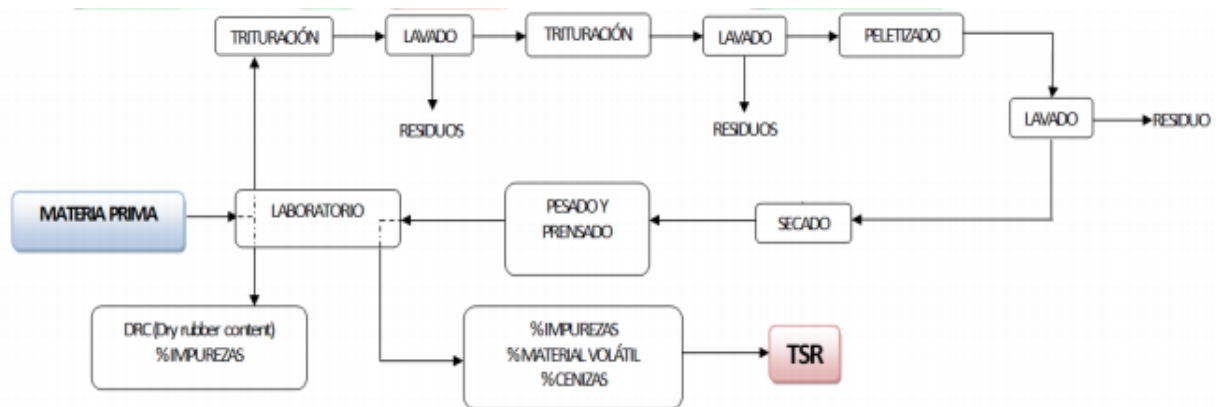 TRITURACIÓN
LAVADO
TRITURACIÓN
LAVADO
PELETIZADO
RESIDUOS
RESIDUOS
LAVADO
RESIDUO
MATERIA PRIMA
LABORATORIO
PESADO Y
PRENSADO
SECADO
DRC (Dry rubber content)
% IMPUREZAS
% IMPUREZAS
% MATERIAL VOLÁTIL
% CENIZAS
TSR